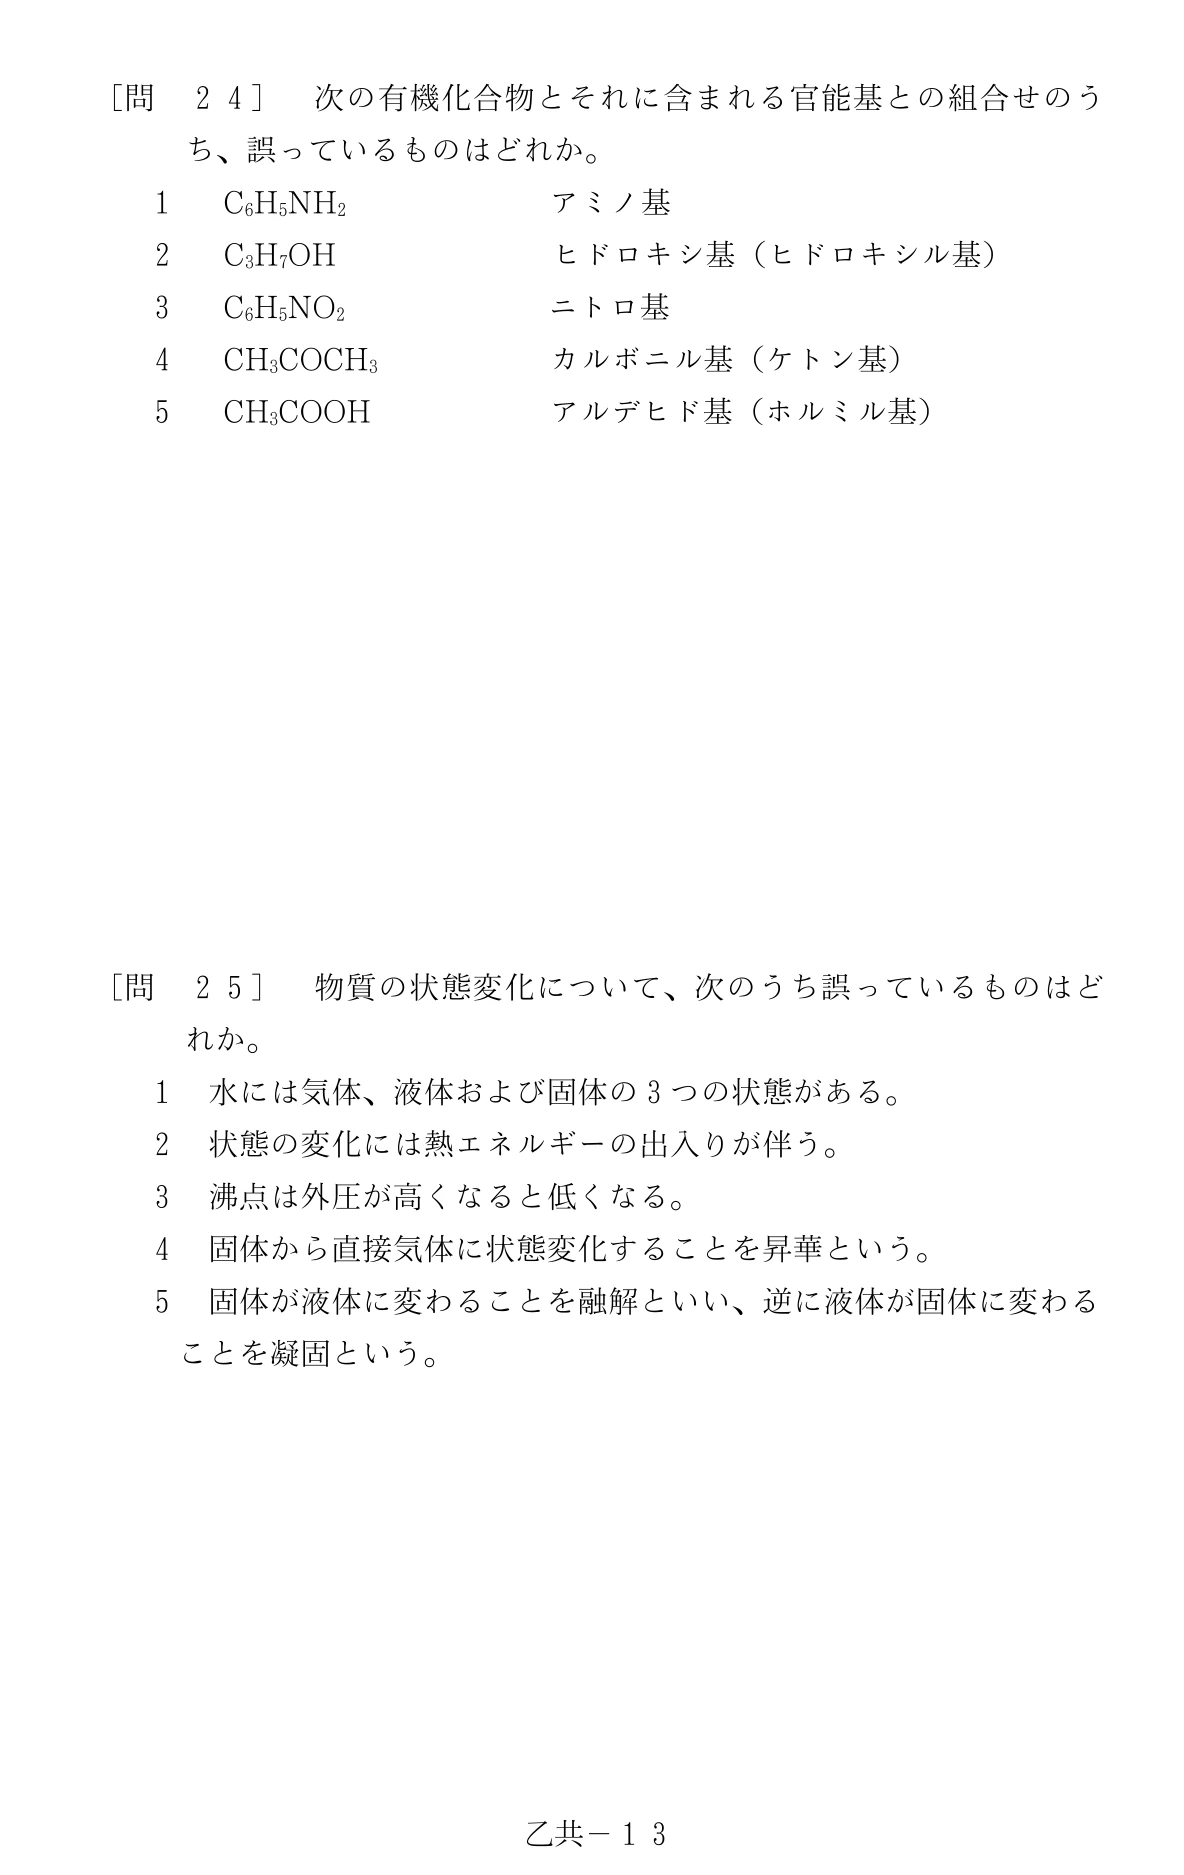 ［問　２４］　次の有機化合物とそれに含まれる官能基との組合せのう
ち、誤っているものはどれか。
1　C₆H₅NH₂　アミノ基
2　C₃H₇OH　ヒドロキシ基（ヒドロキシル基）
3　C₆H₅NO₂　ニトロ基
4　CH₃COCH₃　カルボニル基（ケトン基）
5　CH₃COOH　アルデヒド基（ホルミル基）
［問　２５］　物質の状態変化について、次のうち誤っているものはど
れか。
1　水には気体、液体および固体の 3 つの状態がある。
2　状態の変化には熱エネルギーの出入りが伴う。
3　沸点は外圧が高くなると低くなる。
4　固体から直接気体に状態変化することを昇華という。
5　固体が液体に変わることを融解といい、逆に液体が固体に変わる
ことを凝固という。
乙共－１３